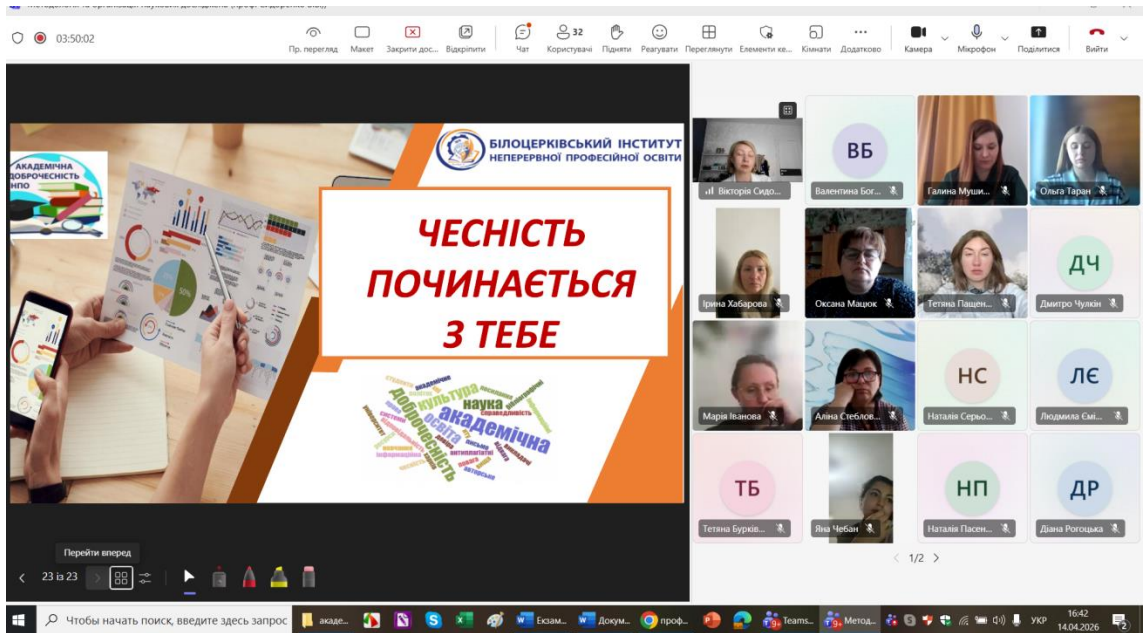 03:50:02
Пр. перегляд
Макет
Закрити дос...
Відкріпити
Чат
32
Користувачі
Підняти
Реагувати
Переглянути
Елементи ке...
Кімнати
Додатково
Камера
Мікрофон
Поділитися
Вийти
АКАДЕМІЧНА
ДОБРОЧЕСНІСТЬ
БІЛОЦЕРКІВСЬКИЙ ІНСТИТУТ
НЕПЕРЕРВНОЇ ПРОФЕСІЙНОЇ ОСВІТИ
ЧЕСНІСТЬ
ПОЧИНАЄТЬСЯ
З ТЕБЕ
50%
культура
наука
справедливість
академічна
освіта
доброчесність
Вікторія Сидо...
ВБ
Валентина Бог...
Галина Муши...
Ольга Таран
Ірина Хабарова
Оксана Мацюк
Тетяна Пащен...
ДЧ
Дмитро Чулкін
Марія Іванова
Аліна Стеблов...
НС
Наталія Серьо...
ЛЄ
Людмила Ємі...
ТБ
Тетяна Бурків...
Яна Чебан
НП
Наталія Пасен...
ДР
Діана Рогоцька
1/2
Перейти вперед
23 із 23
Чтобы начать поиск, введите здесь запрос
акаде...
Екзам...
Докум...
проф...
Teams...
Метод...
УКР
16:42
14.04.2026